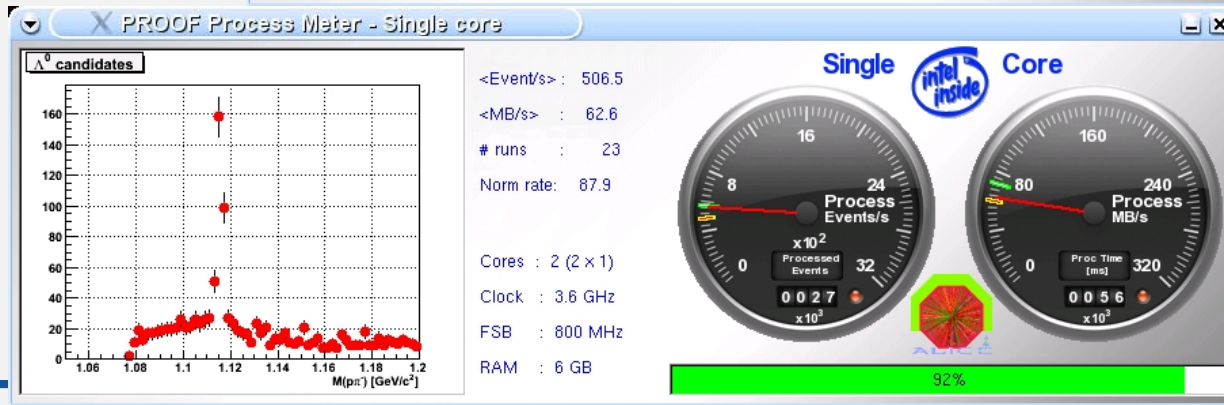 PROOF Process Meter - Single core
Λ⁰ candidates
160
140
120
100
80
60
40
20
0
1.06 1.08 1.1 1.12 1.14 1.16 1.18 1.2
M(pπ⁻) [GeV/c²]
<Event/s> : 506.5
<MB/s> : 62.6
# runs : 23
Norm rate: 87.9
Cores : 2 (2 x 1)
Clock : 3.6 GHz
FSB : 800 MHz
RAM : 6 GB
Single
intel inside
Core
16
8 24
Process
Events/s
x10²
Processed
Events
0 32
0027
x10³
160
80 240
Process
MB/s
Proc Time
[ms]
0 320
0056
x10³
ALICE
92%